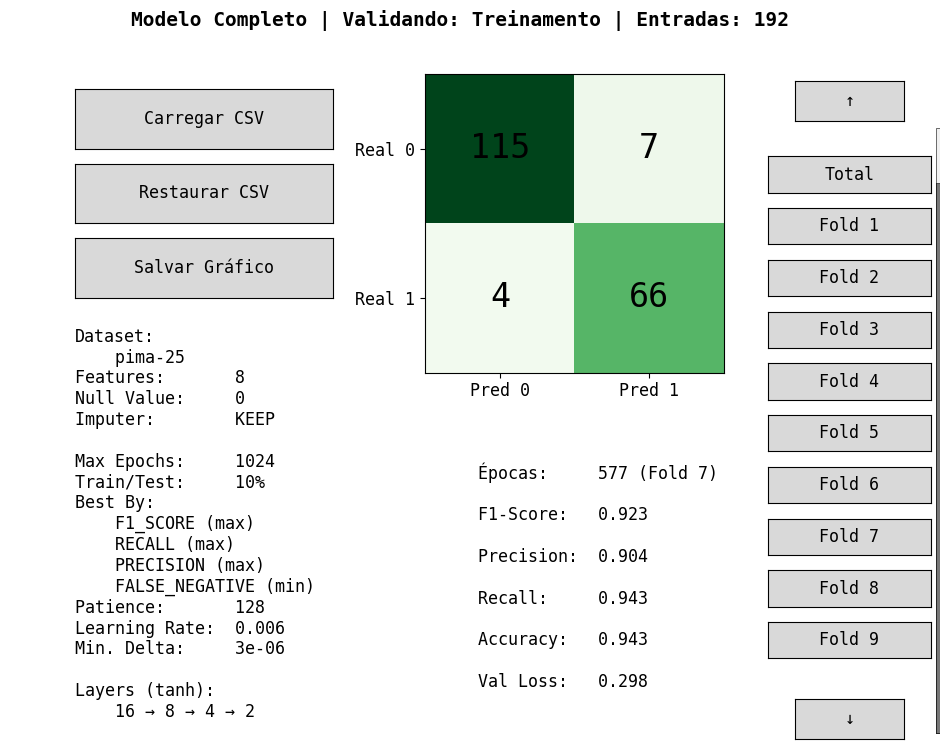 Modelo Completo | Validando: Treinamento | Entradas: 192
Carregar CSV
Restaurar CSV
Salvar Gráfico
Dataset:
pima-25
Features: 8
Null Value: 0
Imputer: KEEP
Max Epochs: 1024
Train/Test: 10%
Best By:
F1_SCORE (max)
RECALL (max)
PRECISION (max)
FALSE_NEGATIVE (min)
Patience: 128
Learning Rate: 0.006
Min. Delta: 3e-06
Layers (tanh):
16 → 8 → 4 → 2
Real 0 115 7
Real 1 4 66
Pred 0 Pred 1
Épocas: 577 (Fold 7)
F1-Score: 0.923
Precision: 0.904
Recall: 0.943
Accuracy: 0.943
Val Loss: 0.298
↑
Total
Fold 1
Fold 2
Fold 3
Fold 4
Fold 5
Fold 6
Fold 7
Fold 8
Fold 9
↓